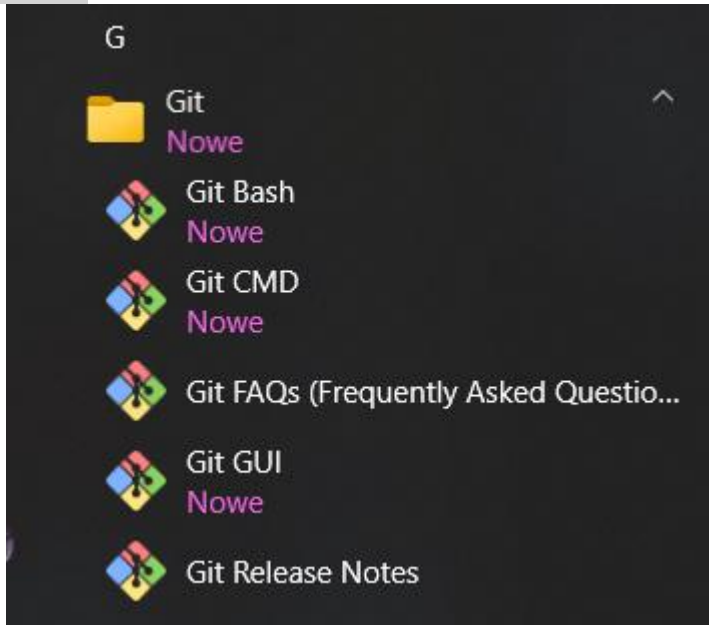 G
Git
Nowe
Git Bash
Nowe
Git CMD
Nowe
Git FAQs (Frequently Asked Questio...
Git GUI
Nowe
Git Release Notes